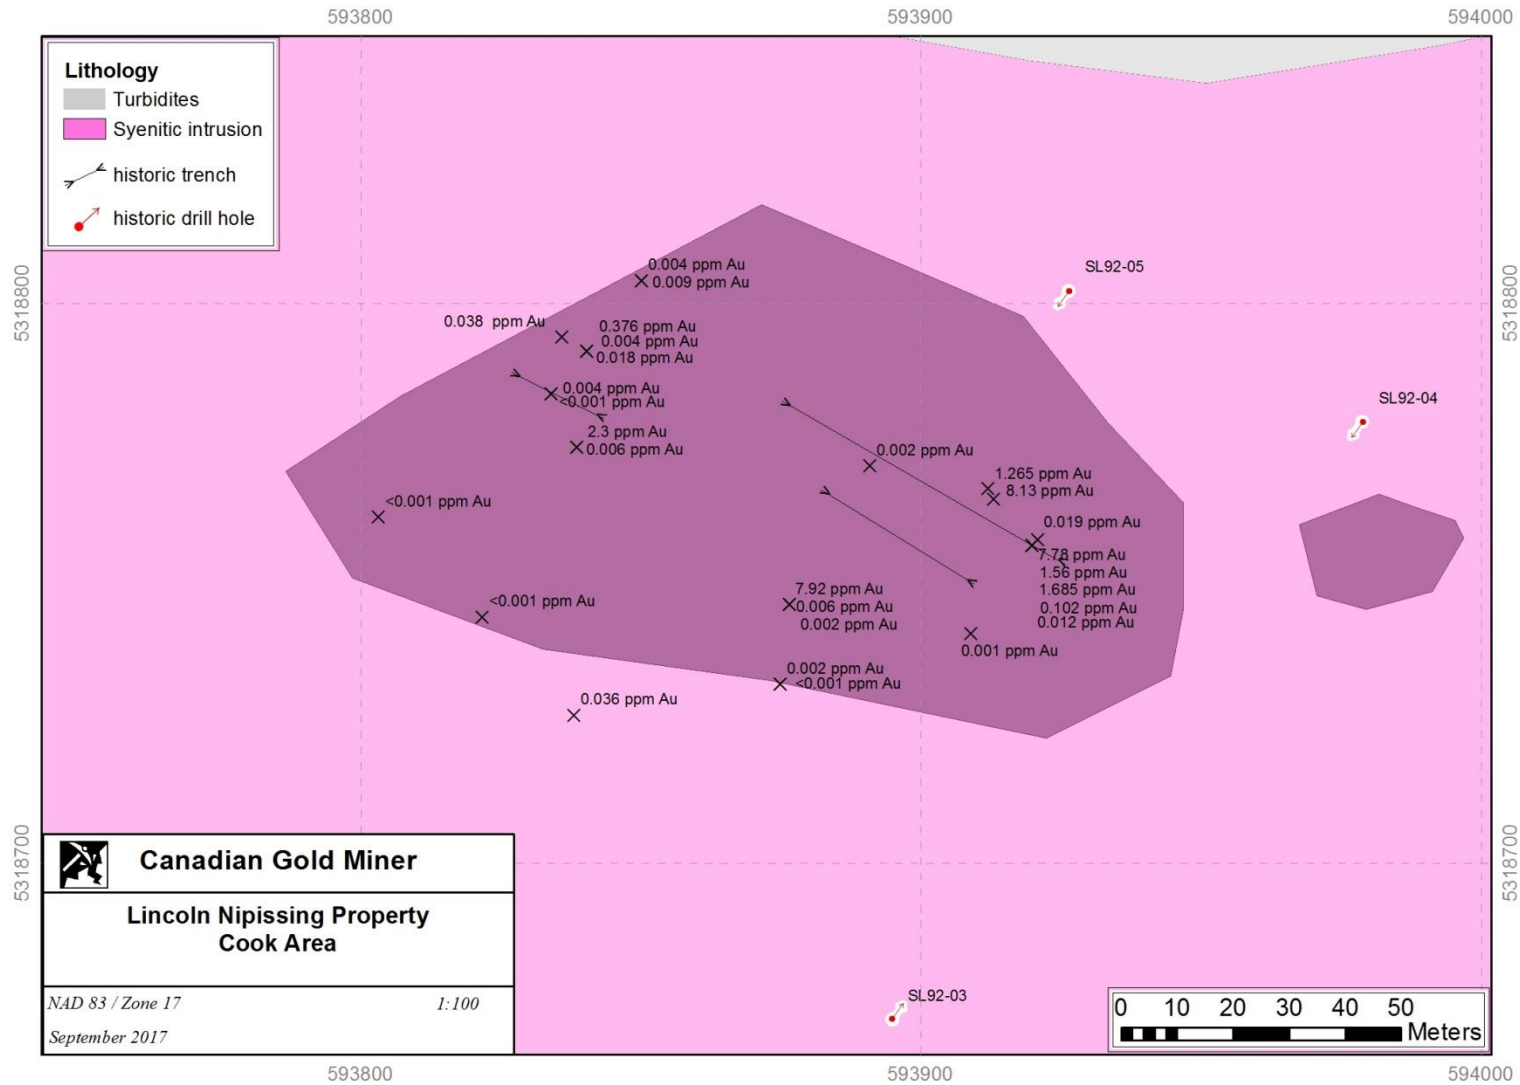 593800
593900
594000
Lithology
Turbidites
Syenitic intrusion
historic trench
historic drill hole
5318800
5318800
SL92-05
SL92-04
0.004 ppm Au
0.009 ppm Au
0.038 ppm Au
0.376 ppm Au
0.004 ppm Au
0.018 ppm Au
0.004 ppm Au
<0.001 ppm Au
2.3 ppm Au
0.006 ppm Au
0.002 ppm Au
1.265 ppm Au
8.13 ppm Au
<0.001 ppm Au
0.019 ppm Au
7.78 ppm Au
1.56 ppm Au
1.685 ppm Au
0.102 ppm Au
0.012 ppm Au
<0.001 ppm Au
7.92 ppm Au
0.006 ppm Au
0.002 ppm Au
0.001 ppm Au
0.002 ppm Au
<0.001 ppm Au
0.036 ppm Au
5318700
5318700
Canadian Gold Miner
Lincoln Nipissing Property
Cook Area
NAD 83 / Zone 17 1:100
September 2017
SL92-03
0 10 20 30 40 50
Meters
593800
593900
594000